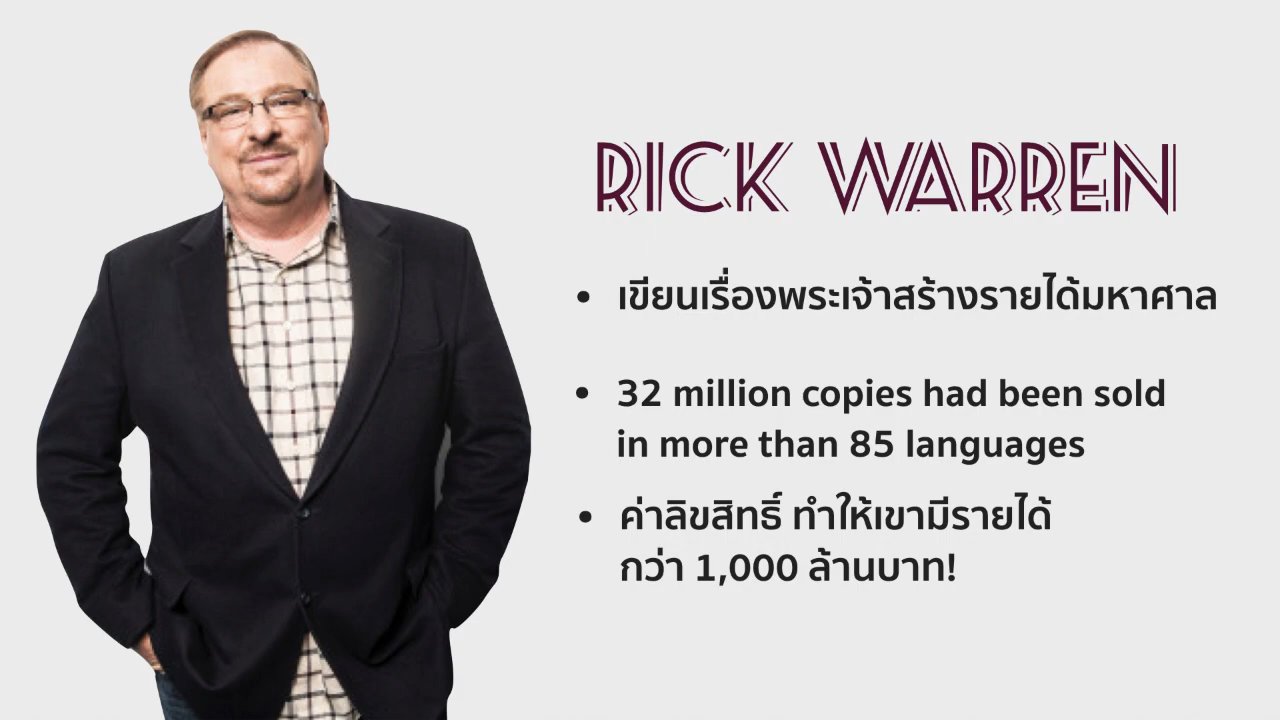 RICK WARREN
• เขียนเรื่องพระเจ้าสร้างรายได้มหาศาล
• 32 million copies had been sold
in more than 85 languages
• ค่าลิขสิทธิ์ ทำให้เขามีรายได้
กว่า 1,000 ล้านบาท!